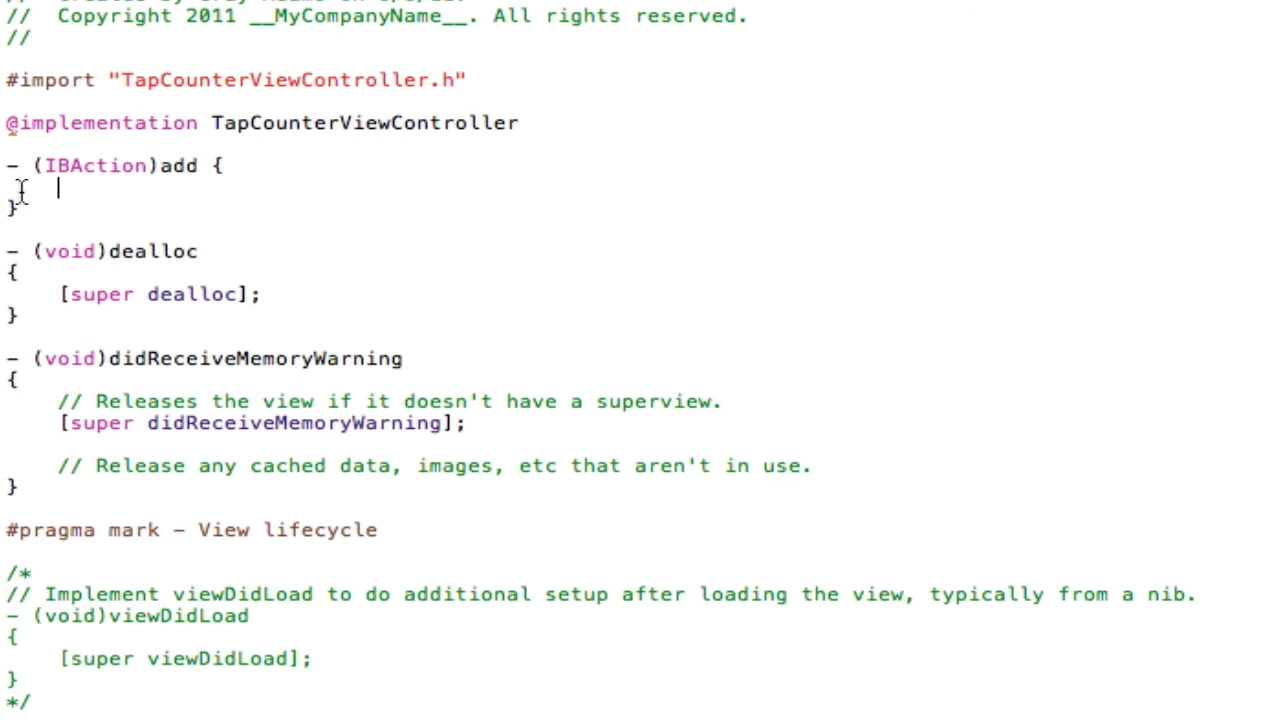 //  Copyright 2011 __MyCompanyName__. All rights reserved.
//
#import "TapCounterViewController.h"
@implementation TapCounterViewController
- (IBAction)add {
}
- (void)dealloc
{
[super dealloc];
}
- (void)didReceiveMemoryWarning
{
// Releases the view if it doesn't have a superview.
[super didReceiveMemoryWarning];
// Release any cached data, images, etc that aren't in use.
}
#pragma mark - View lifecycle
/*
// Implement viewDidLoad to do additional setup after loading the view, typically from a nib.
- (void)viewDidLoad
{
[super viewDidLoad];
}
*/